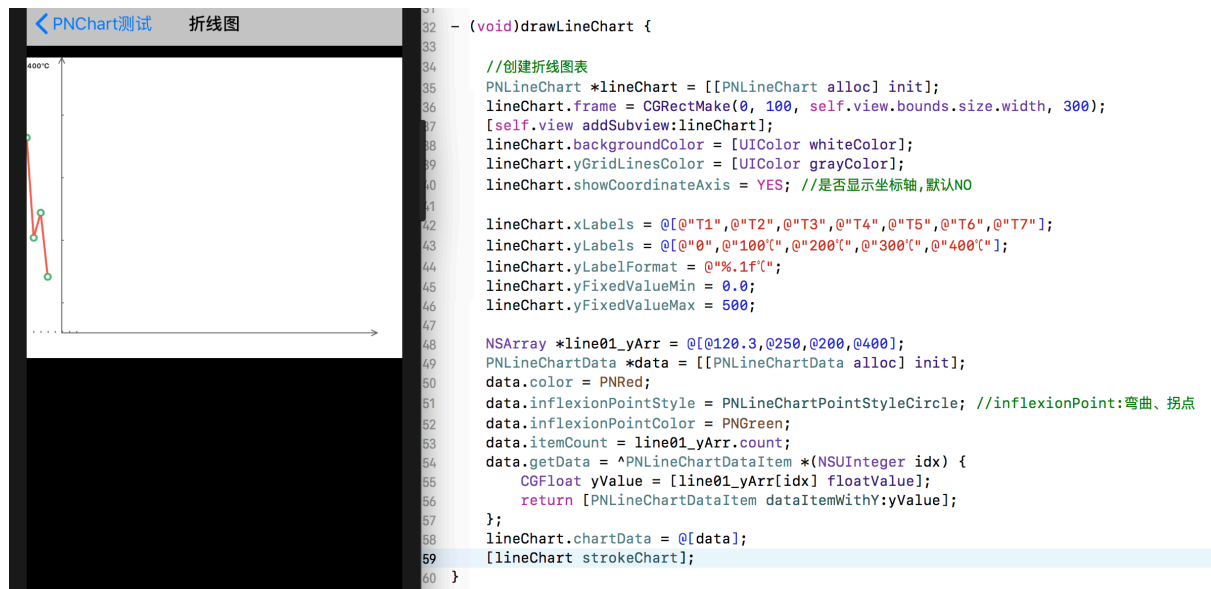 PNChart测试
折线图
400℃
31
32 - (void)drawLineChart {
33
34 //创建折线图表
35 PNLineChart *lineChart = [[PNLineChart alloc] init];
36 lineChart.frame = CGRectMake(0, 100, self.view.bounds.size.width, 300);
37 [self.view addSubview:lineChart];
38 lineChart.backgroundColor = [UIColor whiteColor];
39 lineChart.yGridLinesColor = [UIColor grayColor];
40 lineChart.showCoordinateAxis = YES; //是否显示坐标轴,默认NO
41
42 lineChart.xLabels = @[@"T1",@"T2",@"T3",@"T4",@"T5",@"T6",@"T7"];
43 lineChart.yLabels = @[@"0",@"100℃",@"200℃",@"300℃",@"400℃"];
44 lineChart.yLabelFormat = @"%.1f℃";
45 lineChart.yFixedValueMin = 0.0;
46 lineChart.yFixedValueMax = 500;
47
48 NSArray *line01_yArr = @[@120.3,@250,@200,@400];
49 PNLineChartData *data = [[PNLineChartData alloc] init];
50 data.color = PNRed;
51 data.inflexionPointStyle = PNLineChartPointStyleCircle; //inflexionPoint:弯曲、拐点
52 data.inflexionPointColor = PNGreen;
53 data.itemCount = line01_yArr.count;
54 data.getData = ^PNLineChartDataItem *(NSUInteger idx) {
55 CGFloat yValue = [line01_yArr[idx] floatValue];
56 return [PNLineChartDataItem dataItemWithY:yValue];
57 };
58 lineChart.chartData = @[data];
59 [lineChart strokeChart];
60 }